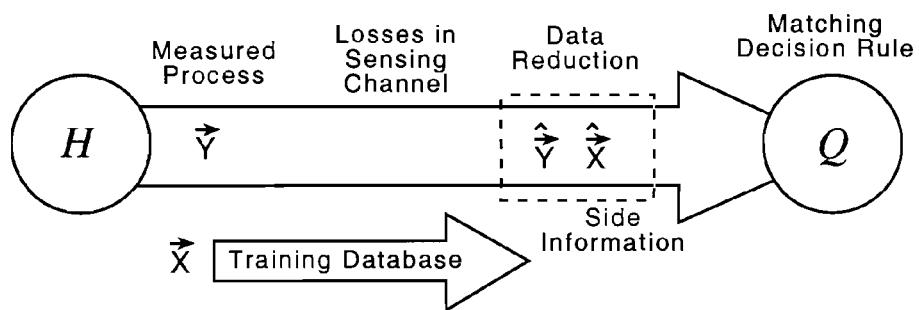 Measured
Process
Losses in
Sensing
Channel
Data
Reduction
Matching
Decision Rule
H
Y⃗
Ŷ⃗ X̂⃗
Q
Side
Information
X⃗
Training Database